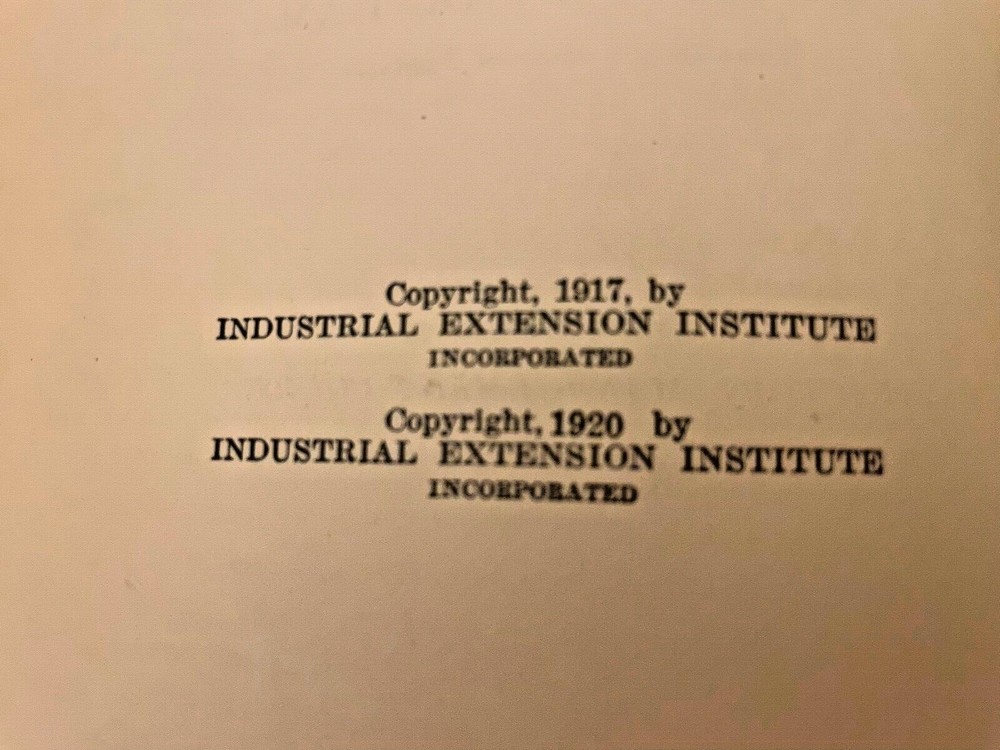 Copyright, 1917, by
INDUSTRIAL EXTENSION INSTITUTE
INCORPORATED
Copyright, 1920 by
INDUSTRIAL EXTENSION INSTITUTE
INCORPORATED